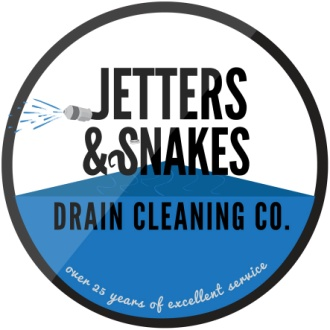 JETTERS
& SNAKES
DRAIN CLEANING CO.
over 25 years of excellent service